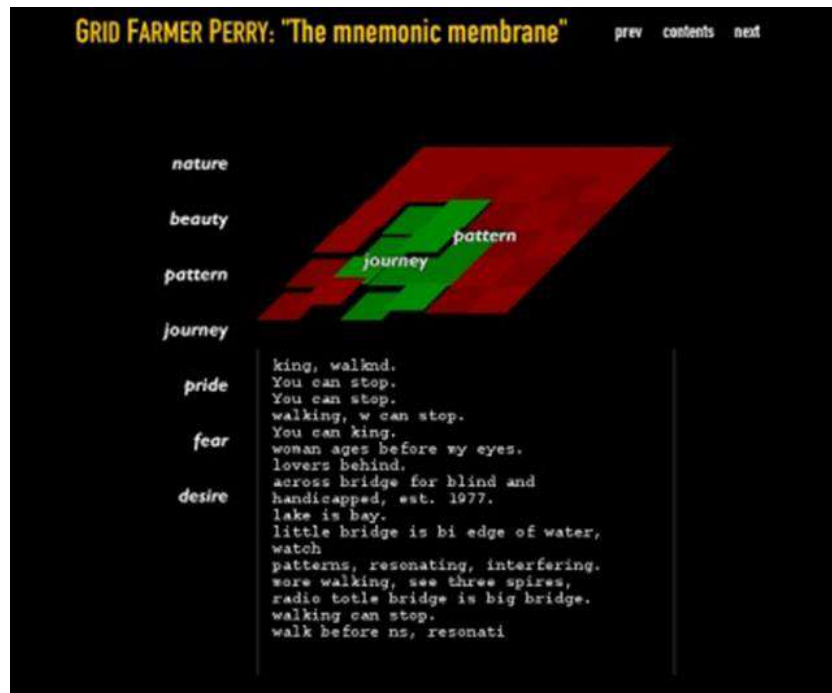 GRID FARMER PERRY: "The mnemonic membrane"
prev contents next
nature
beauty
pattern
journey
pride
fear
desire
pattern
journey
king, walknd.
You can stop.
You can stop.
walking, w can stop.
You can king.
woman ages before my eyes.
lovers behind.
across bridge for blind and
handicapped, est. 1977.
lake is bay.
little bridge is bi edge of water,
watch
patterns, resonating, interfering.
more walking, see three spires,
radio totle bridge is big bridge.
walking can stop.
walk before ns, resonati